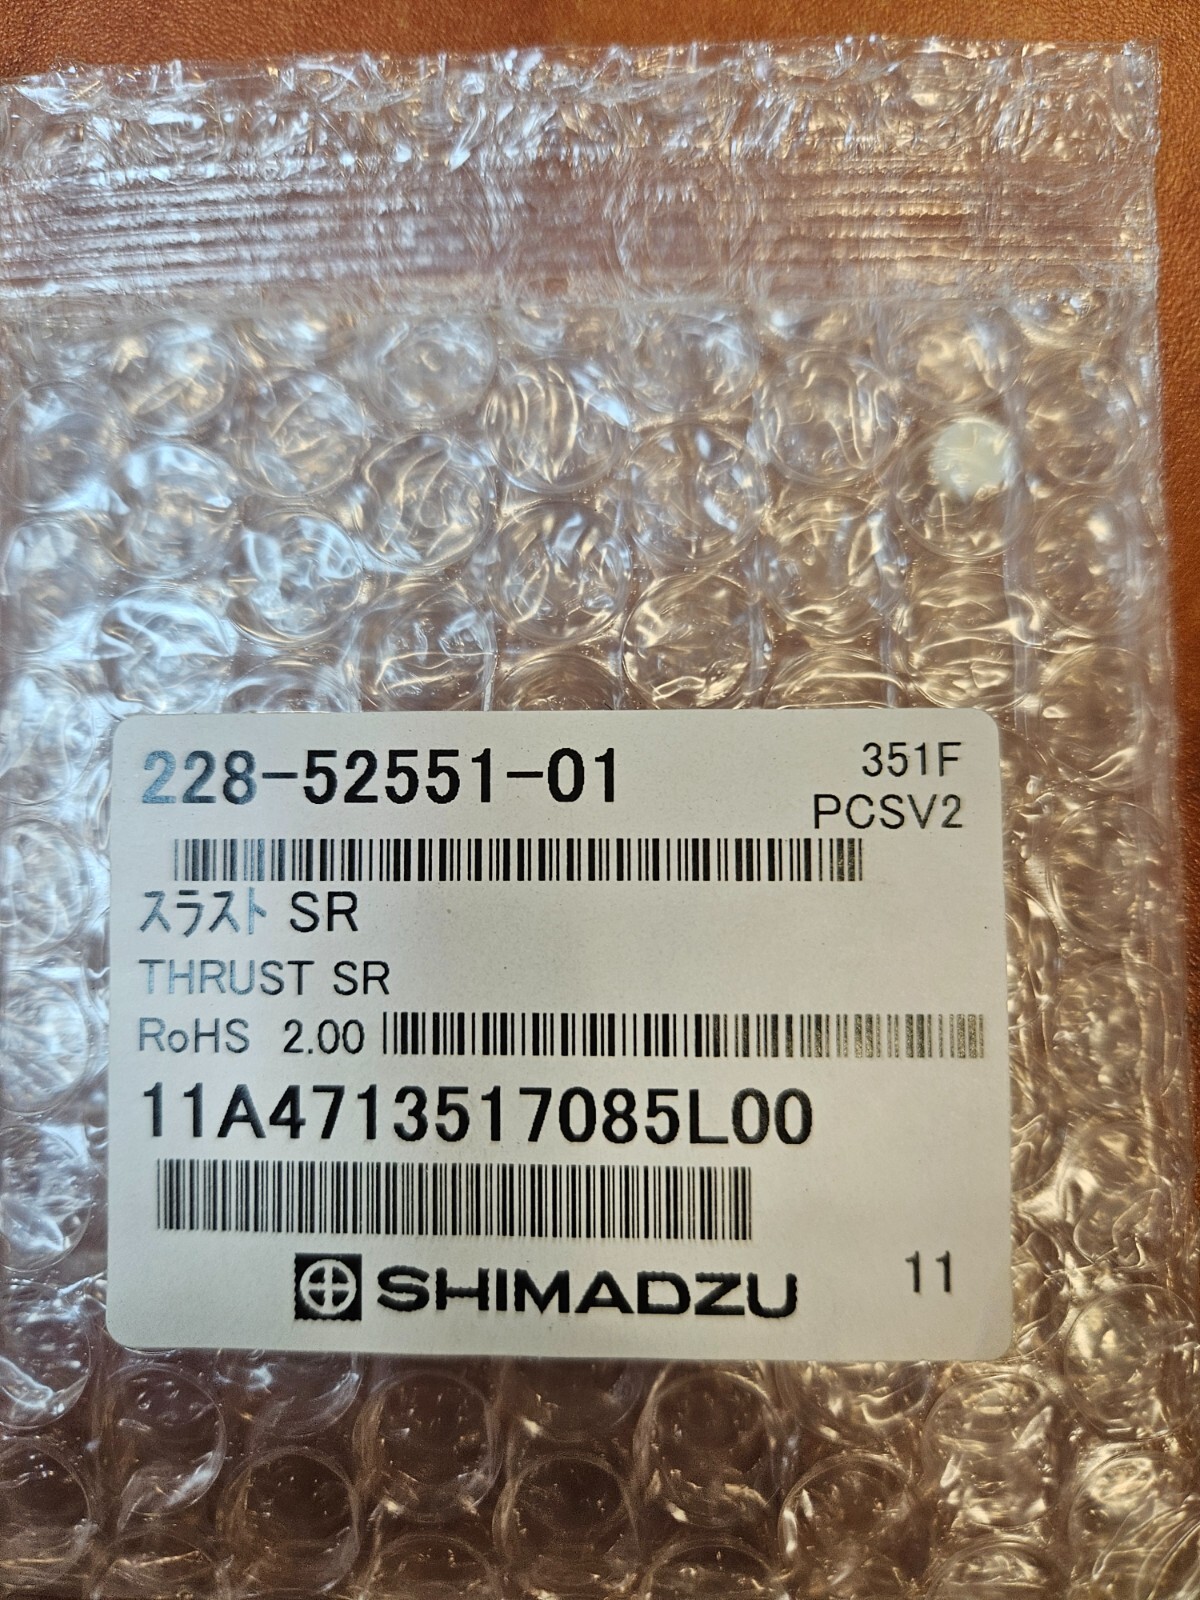 228-52551-01
351F
PCSV2
スラスト SR
THRUST SR
RoHS 2.00
11A4713517085L00
SHIMADZU
11